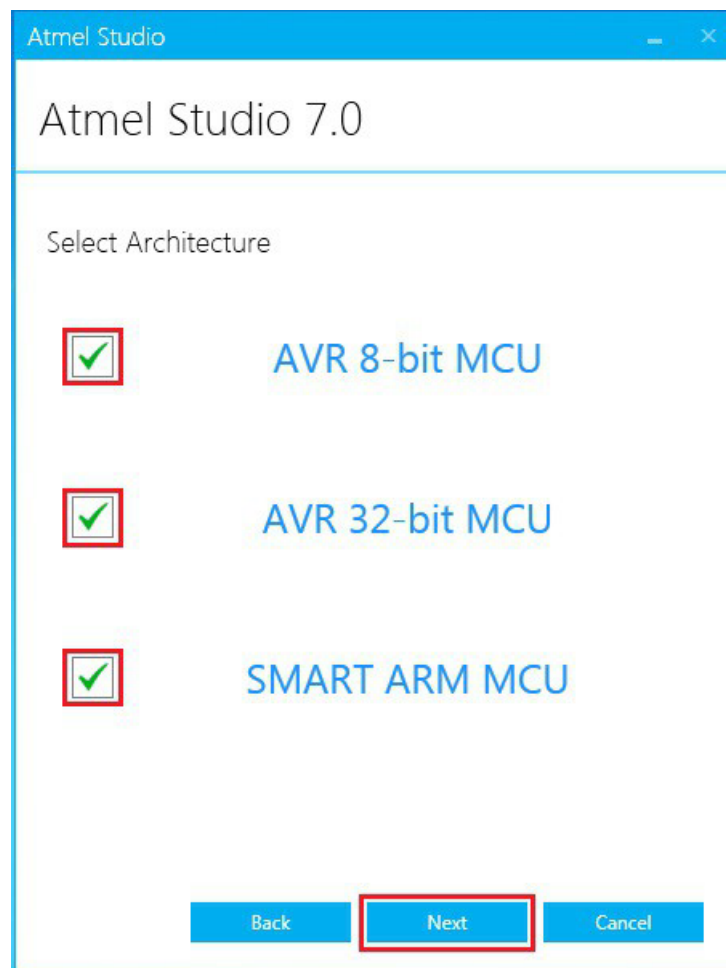 Atmel Studio
Atmel Studio 7.0
Select Architecture
AVR 8-bit MCU
AVR 32-bit MCU
SMART ARM MCU
Back Next Cancel